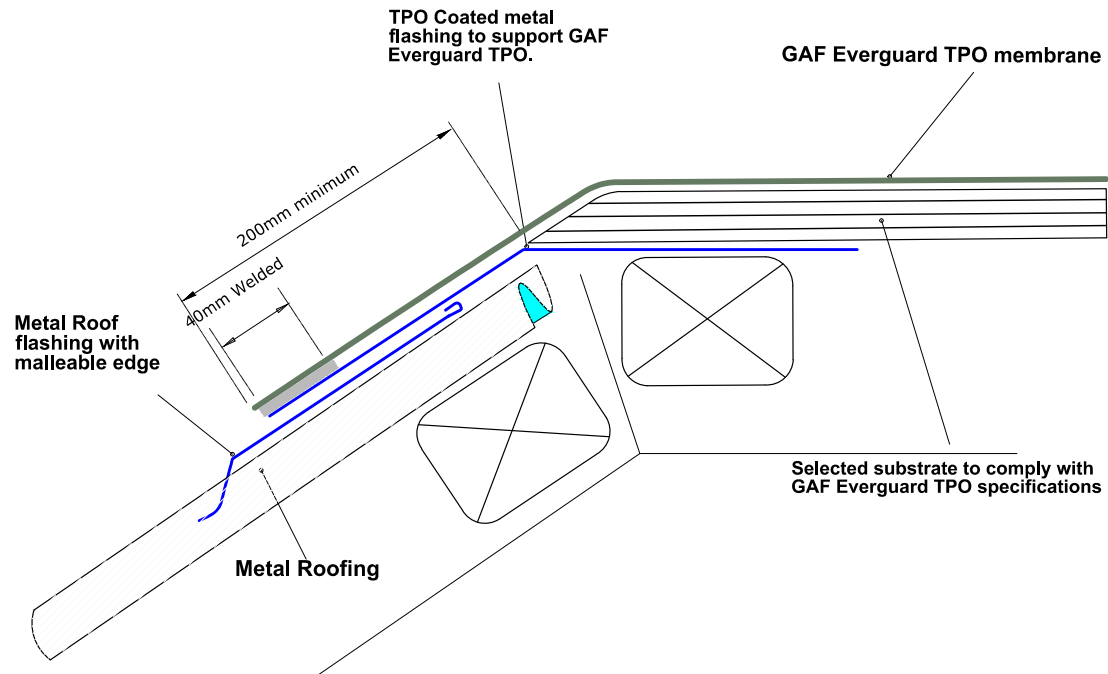 TPO Coated metal
flashing to support GAF
Everguard TPO.
GAF Everguard TPO membrane
200mm minimum
40mm Welded
Metal Roof
flashing with
malleable edge
Selected substrate to comply with
GAF Everguard TPO specifications
Metal Roofing